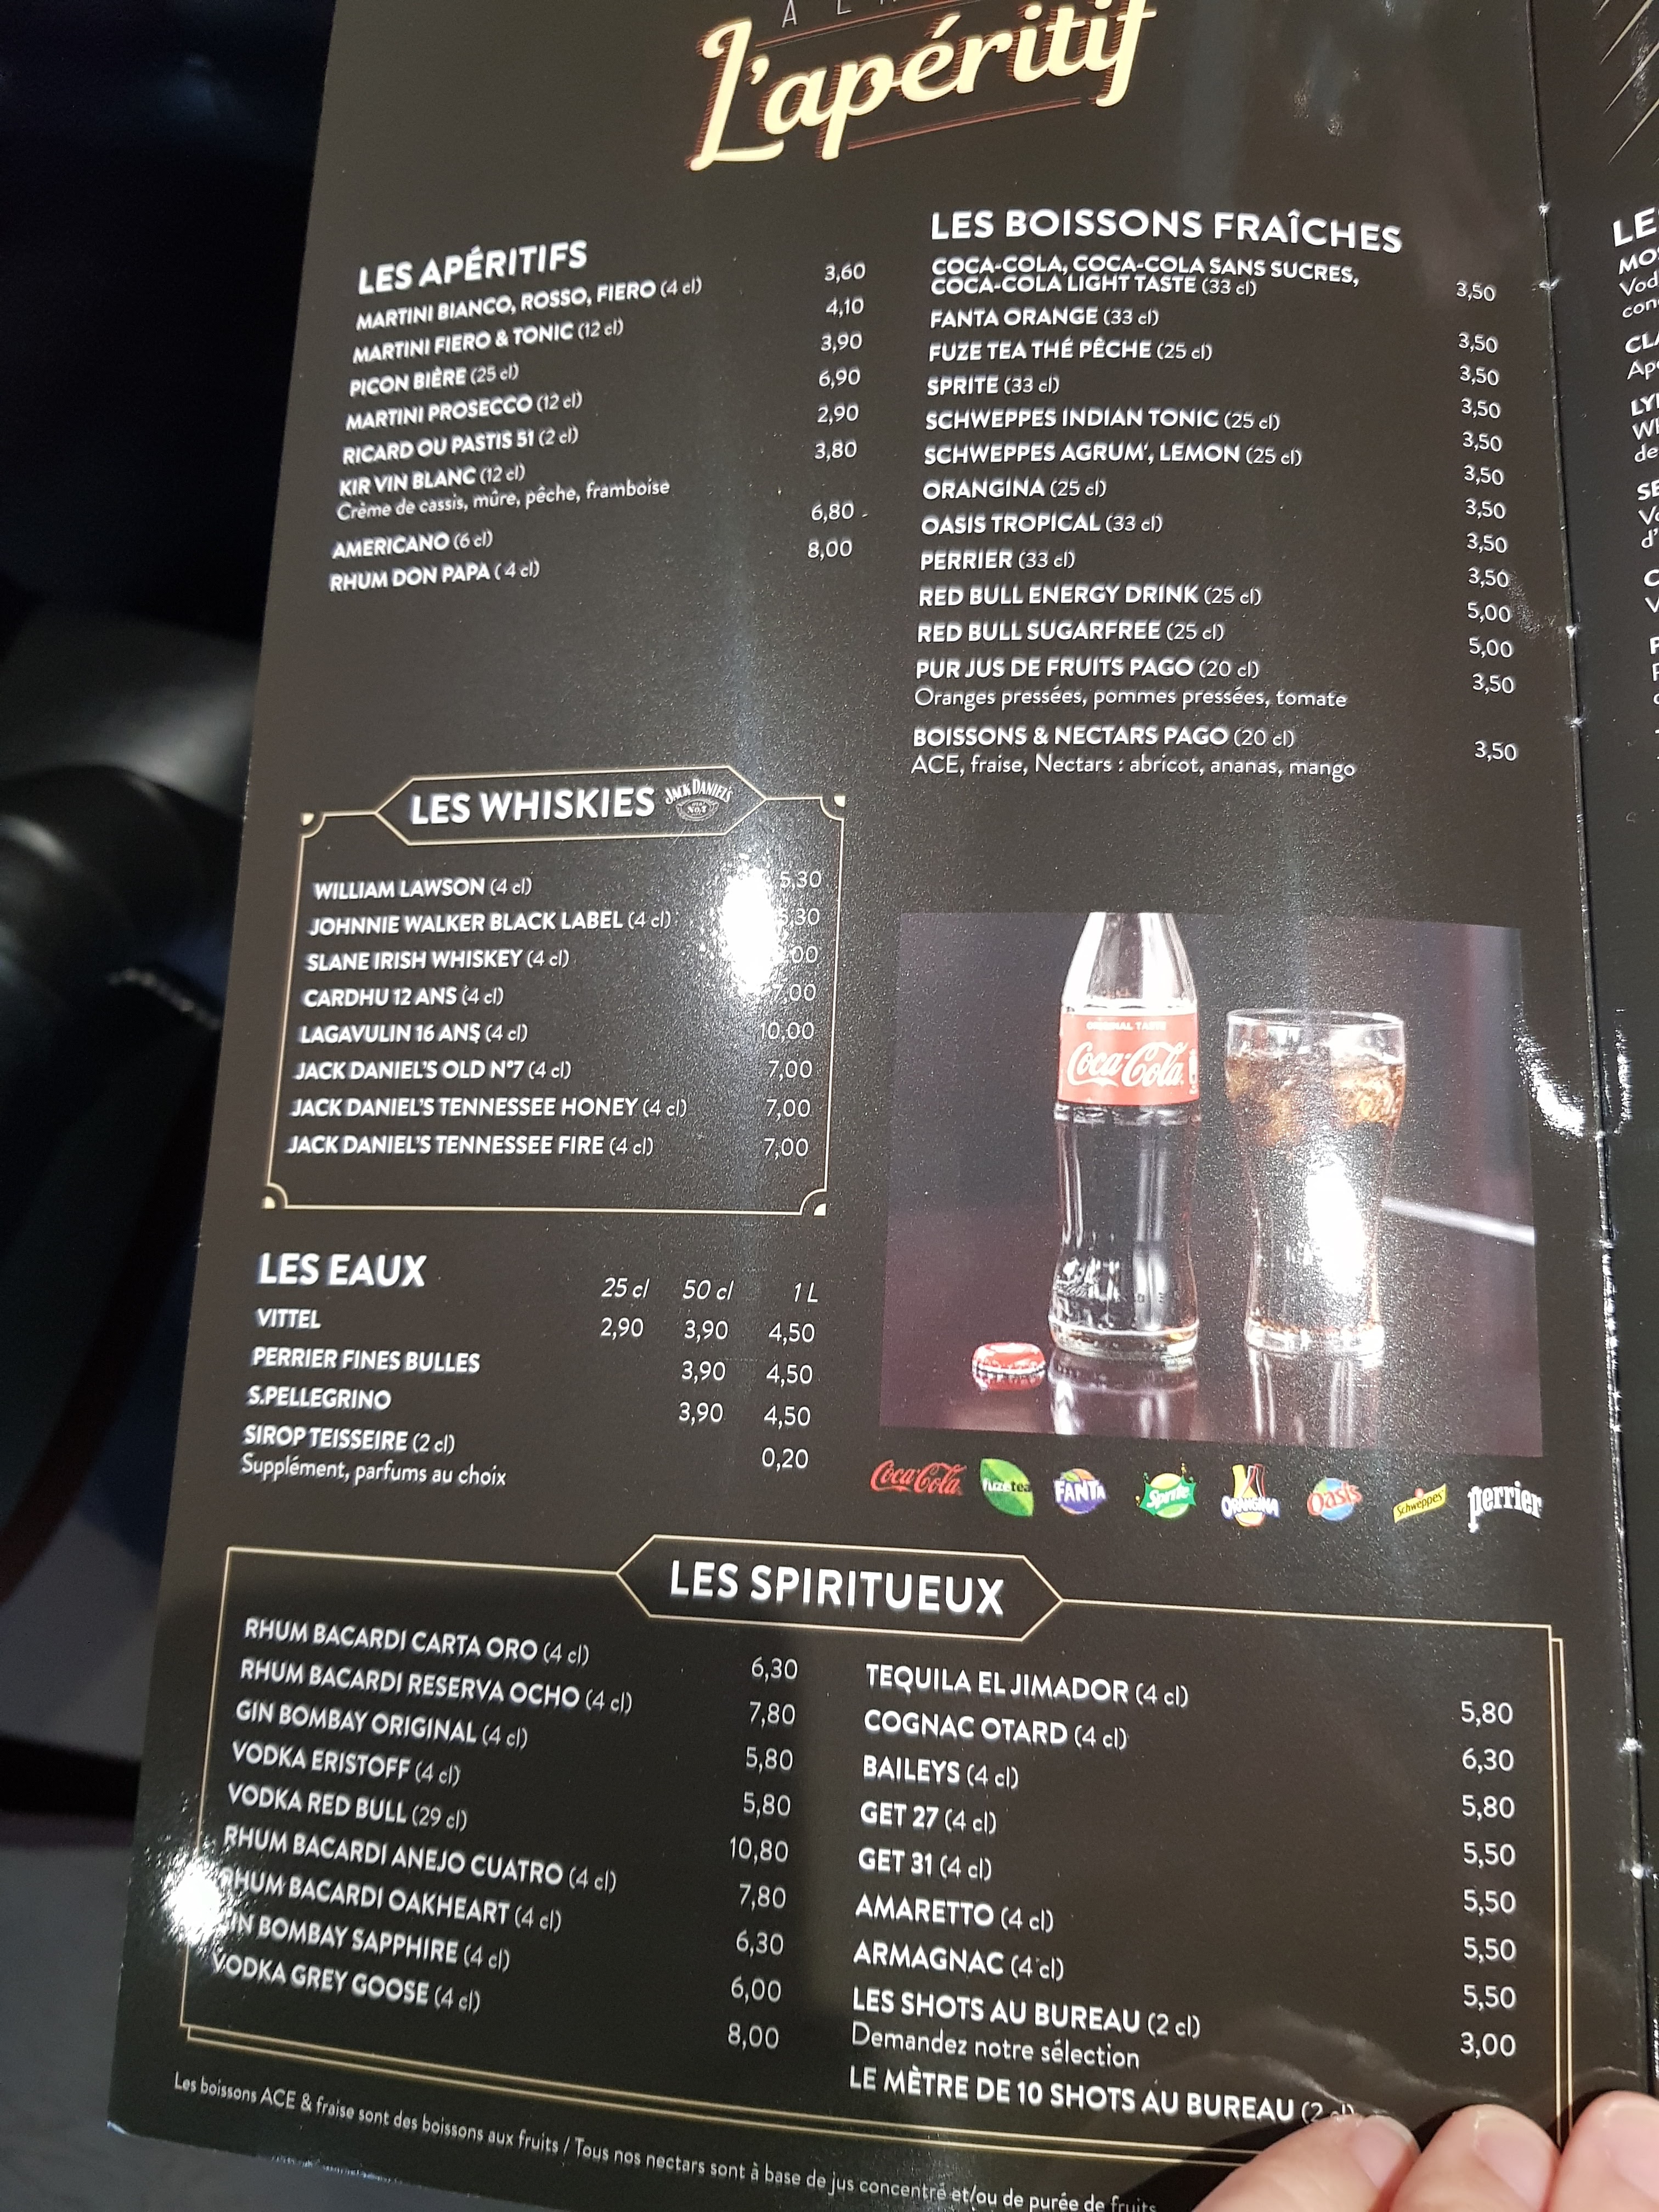 L'apéritif
LES APÉRITIFS
MARTINI BIANCO, ROSSO, FIERO (4 cl) 3,60
MARTINI FIERO & TONIC (12 cl) 4,10
PICON BIÈRE (25 cl) 3,90
MARTINI PROSECCO (12 cl) 6,90
RICARD OU PASTIS 51 (2 cl) 2,90
KIR VIN BLANC (12 cl) 3,80
Crème de cassis, mûre, pêche, framboise
AMERICANO (6 cl) 6,80
RHUM DON PAPA ( 4 cl) 8,00
LES BOISSONS FRAÎCHES
COCA-COLA, COCA-COLA SANS SUCRES,
COCA-COLA LIGHT TASTE (33 cl) 3,50
FANTA ORANGE (33 cl) 3,50
FUZE TEA THÉ PÊCHE (25 cl) 3,50
SPRITE (33 cl) 3,50
SCHWEPPES INDIAN TONIC (25 cl) 3,50
SCHWEPPES AGRUM', LEMON (25 cl) 3,50
ORANGINA (25 cl) 3,50
OASIS TROPICAL (33 cl) 3,50
PERRIER (33 cl) 3,50
RED BULL ENERGY DRINK (25 cl) 5,00
RED BULL SUGARFREE (25 cl) 5,00
PUR JUS DE FRUITS PAGO (20 cl) 3,50
Oranges pressées, pommes pressées, tomate
BOISSONS & NECTARS PAGO (20 cl) 3,50
ACE, fraise, Nectars : abricot, ananas, mango
LES WHISKIES JACK DANIEL'S
WILLIAM LAWSON (4 cl) 5,30
JOHNNIE WALKER BLACK LABEL (4 cl)
SLANE IRISH WHISKEY (4 cl)
CARDHU 12 ANS (4 cl) 7,00
LAGAVULIN 16 ANS (4 cl) 10,00
JACK DANIEL'S OLD N°7 (4 cl) 7,00
JACK DANIEL'S TENNESSEE HONEY (4 cl) 7,00
JACK DANIEL'S TENNESSEE FIRE (4 cl) 7,00
LES EAUX 25 cl 50 cl 1 L
VITTEL 2,90 3,90 4,50
PERRIER FINES BULLES 3,90 4,50
S.PELLEGRINO 3,90 4,50
SIROP TEISSEIRE (2 cl) 0,20
Supplément, parfums au choix
ORIGINAL TASTE
Coca-Cola
Coca-Cola fuzetea FANTA Sprite ORANGINA Oasis Schweppes perrier
LES SPIRITUEUX
RHUM BACARDI CARTA ORO (4 cl) 6,30
RHUM BACARDI RESERVA OCHO (4 cl) 7,80
GIN BOMBAY ORIGINAL (4 cl) 5,80
VODKA ERISTOFF (4 cl) 5,80
VODKA RED BULL (29 cl) 10,80
RHUM BACARDI ANEJO CUATRO (4 cl) 7,80
RHUM BACARDI OAKHEART (4 cl) 6,30
GIN BOMBAY SAPPHIRE (4 cl) 6,00
VODKA GREY GOOSE (4 cl) 8,00
TEQUILA EL JIMADOR (4 cl) 5,80
COGNAC OTARD (4 cl) 6,30
BAILEYS (4 cl) 5,80
GET 27 (4 cl) 5,50
GET 31 (4 cl) 5,50
AMARETTO (4 cl) 5,50
ARMAGNAC (4 cl) 5,50
LES SHOTS AU BUREAU (2 cl) 3,00
Demandez notre sélection
LE MÈTRE DE 10 SHOTS AU BUREAU (2 cl)
Les boissons ACE & fraise sont des boissons aux fruits / Tous nos nectars sont à base de jus concentré et/ou de purée de fruits